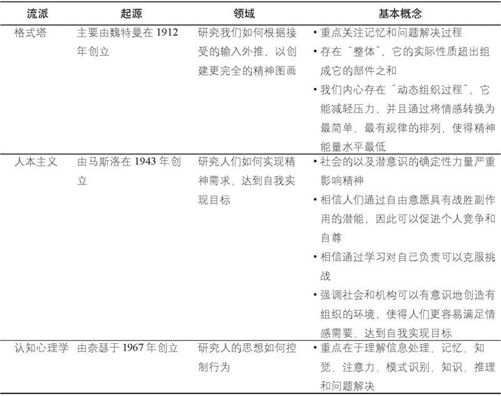 流派 起源 领域 基本概念
格式塔 主要由魏特曼在1912 研究我们如何根据接 •重点关注记忆和问题解决过程
年创立 受的输入外推，以创 •存在“整体”，它的实际性质超出组
建更完全的精神图画 成它的部件之和
•我们内心存在“动态组织过程”，它
能减轻压力，并且通过将情感转换为
最简单、最有规律的排列，使得精神
能量水平最低
人本主义 由马斯洛在1943年创 研究人们如何实现精 •社会的以及潜意识的确定性力量严重
立 神需求、达到自我实 影响精神
现目标 •相信人们通过自由意愿具有战胜副作
用的潜能，因此可以促进个人竞争和
自尊
•相信通过学习对自己负责可以克服挑
战
•强调社会和机构可以有意识地创造有
组织的环境，使得人们更容易满足情
感需要、达到自我实现目标
认知心理学 由奈瑟于1967年创立 研究人的思想如何控 •重点在于理解信息处理、记忆、知
制行为 觉、注意力、模式识别、知识、推理
和问题解决